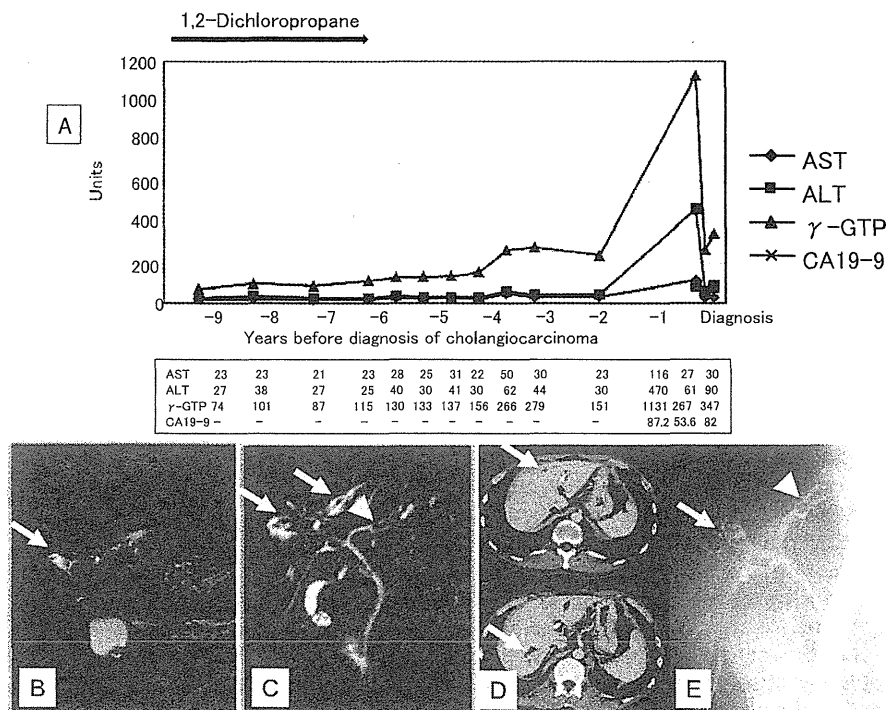 1,2-Dichloropropane
A
Units
1200
1000
800
600
400
200
0
-9 -8 -7 -6 -5 -4 -3 -2 -1 Diagnosis
Years before diagnosis of cholangiocarcinoma
AST
ALT
γ-GTP
CA19-9
AST 23 23 21 23 28 25 31 22 50 30 23 116 27 30
ALT 27 38 27 25 40 30 41 30 62 44 30 470 61 90
γ-GTP 74 101 87 115 130 133 137 156 266 279 151 1131 267 347
CA19-9 - - - - - - - - - - - 87.2 53.6 82
B
C
D
E